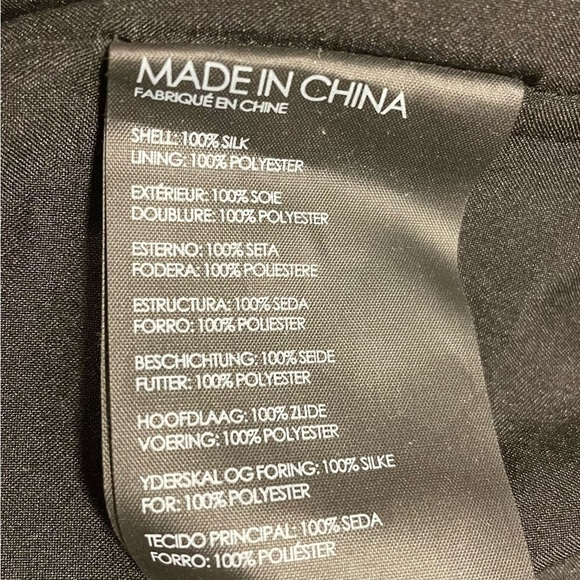 MADE IN CHINA
FABRIQUÉ EN CHINE
SHELL: 100% SILK
LINING: 100% POLYESTER
EXTÉRIEUR: 100% SOIE
DOUBLURE: 100% POLYESTER
ESTERNO: 100% SETA
FODERA: 100% POLIESTERE
ESTRUCTURA: 100% SEDA
FORRO: 100% POLIESTER
BESCHICHTUNG: 100% SEIDE
FUTTER: 100% POLYESTER
HOOFDLAAG: 100% ZIJDE
VOERING: 100% POLYESTER
YDERSKAL OG FORING: 100% SILKE
FOR: 100% POLYESTER
TECIDO PRINCIPAL: 100% SEDA
FORRO: 100% POLIÉSTER